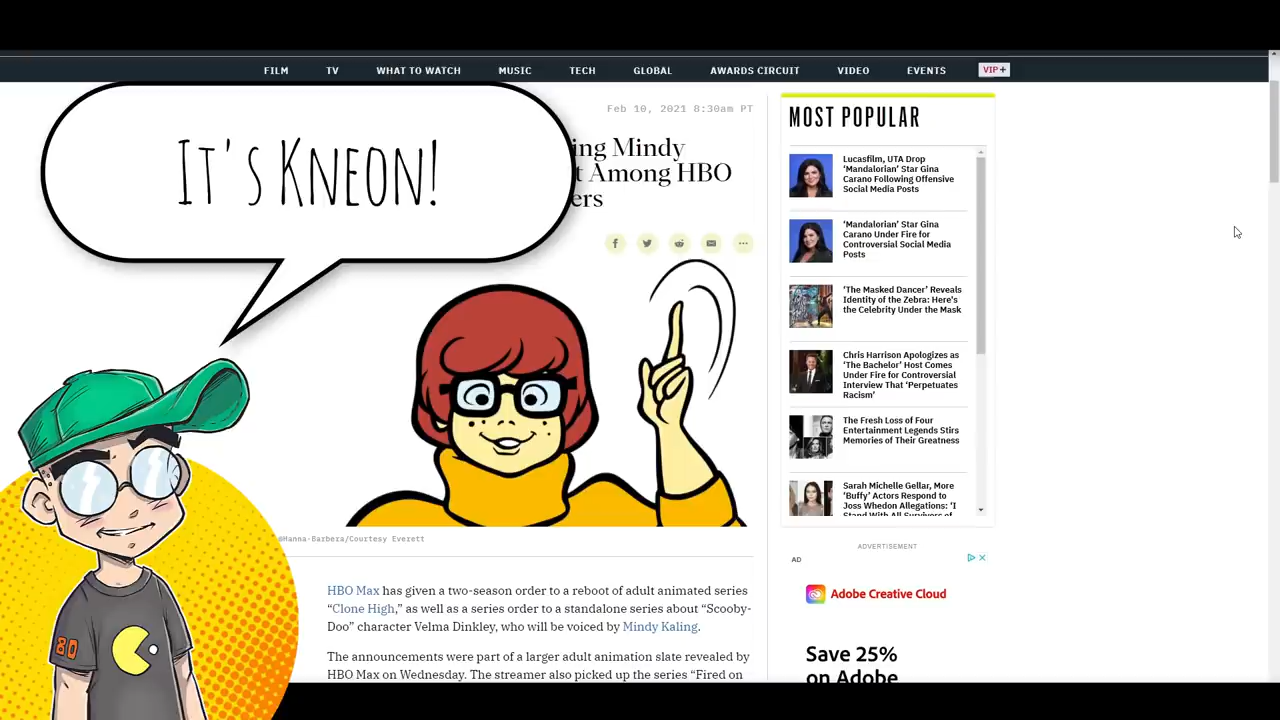 FILM TV WHAT TO WATCH MUSIC TECH GLOBAL AWARDS CIRCUIT VIDEO EVENTS VIP+
It's Kneon!
Feb 10, 2021 8:30am PT
Mindy
Among HBO
80
©Hanna-Barbera/Courtesy Everett
HBO Max has given a two-season order to a reboot of adult animated series
“Clone High,” as well as a series order to a standalone series about “Scooby-
Doo” character Velma Dinkley, who will be voiced by Mindy Kaling.
The announcements were part of a larger adult animation slate revealed by
HBO Max on Wednesday. The streamer also picked up the series “Fired on
MOST POPULAR
Lucasfilm, UTA Drop
‘Mandalorian’ Star Gina
Carano Following Offensive
Social Media Posts
‘Mandalorian’ Star Gina
Carano Under Fire for
Controversial Social Media
Posts
‘The Masked Dancer’ Reveals
Identity of the Zebra: Here's
the Celebrity Under the Mask
Chris Harrison Apologizes as
‘The Bachelor’ Host Comes
Under Fire for Controversial
Interview That ‘Perpetuates
Racism’
The Fresh Loss of Four
Entertainment Legends Stirs
Memories of Their Greatness
Sarah Michelle Gellar, More
‘Buffy’ Actors Respond to
Joss Whedon Allegations: ‘I
Stand With All Survivors of
ADVERTISEMENT
AD
Adobe Creative Cloud
Save 25%
on Adobe